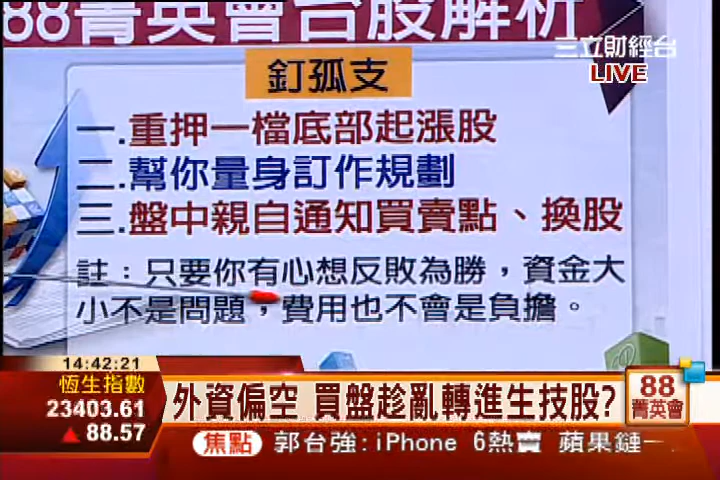 88菁英會台股解析
三立財經台
LIVE
釘孤支
一.重押一檔底部起漲股
二.幫你量身訂作規劃
三.盤中親自通知買賣點、換股
註：只要你有心想反敗為勝，資金大
小不是問題，費用也不會是負擔。
14:42:21
恆生指數
23403.61
▲ 88.57
外資偏空 買盤趁亂轉進生技股?
88
菁英會
焦點 郭台強:iPhone 6熱賣 蘋果鏈一